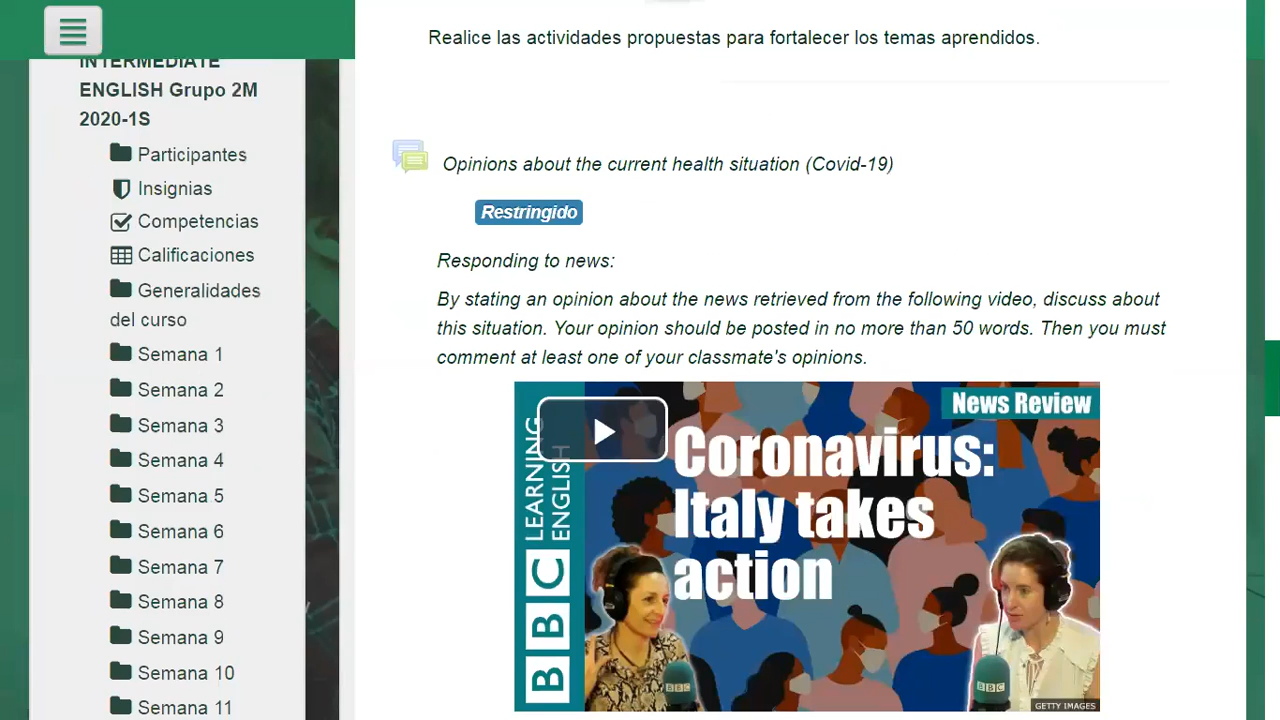 INTERMEDIATE
ENGLISH Grupo 2M
2020-1S
Participantes
Insignias
Competencias
Calificaciones
Generalidades
del curso
Semana 1
Semana 2
Semana 3
Semana 4
Semana 5
Semana 6
Semana 7
Semana 8
Semana 9
Semana 10
Semana 11
Realice las actividades propuestas para fortalecer los temas aprendidos.
Opinions about the current health situation (Covid-19)
Restringido
Responding to news:
By stating an opinion about the news retrieved from the following video, discuss about
this situation. Your opinion should be posted in no more than 50 words. Then you must
comment at least one of your classmate's opinions.
BBC
LEARNING
ENGLISH
News Review
Coronavirus:
Italy takes
action
BBC
BBC
GETTY IMAGES